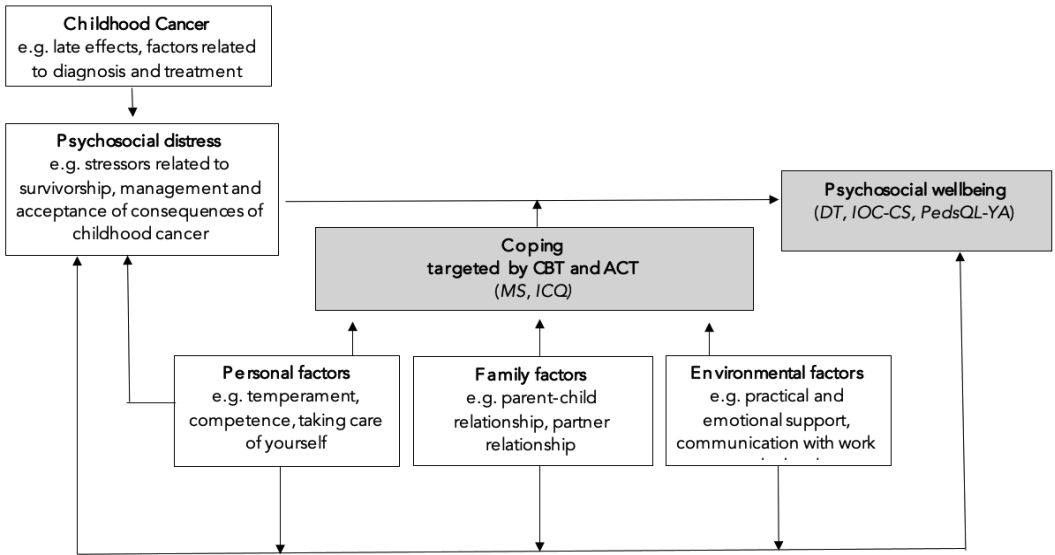 Childhood Cancer
e.g. late effects, factors related
to diagnosis and treatment
Psychosocial distress
e.g. stressors related to
survivorship, management and
acceptance of consequences of
childhood cancer
Psychosocial wellbeing
(DT, IOC-CS, PedsQL-YA)
Coping
targeted by CBT and ACT
(MS, ICQ)
Personal factors
e.g. temperament,
competence, taking care
of yourself
Family factors
e.g. parent-child
relationship, partner
relationship
Environmental factors
e.g. practical and
emotional support,
communication with work